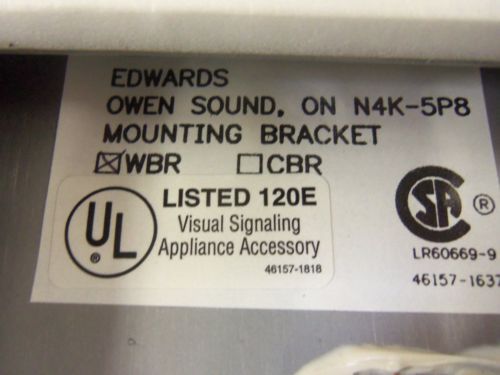 EDWARDS
OWEN SOUND, ON N4K-5P8
MOUNTING BRACKET
WBR CBR
UL ®
LISTED 120E
Visual Signaling
Appliance Accessory
46157-1818
CSA ®
LR60669-9
46157-1637